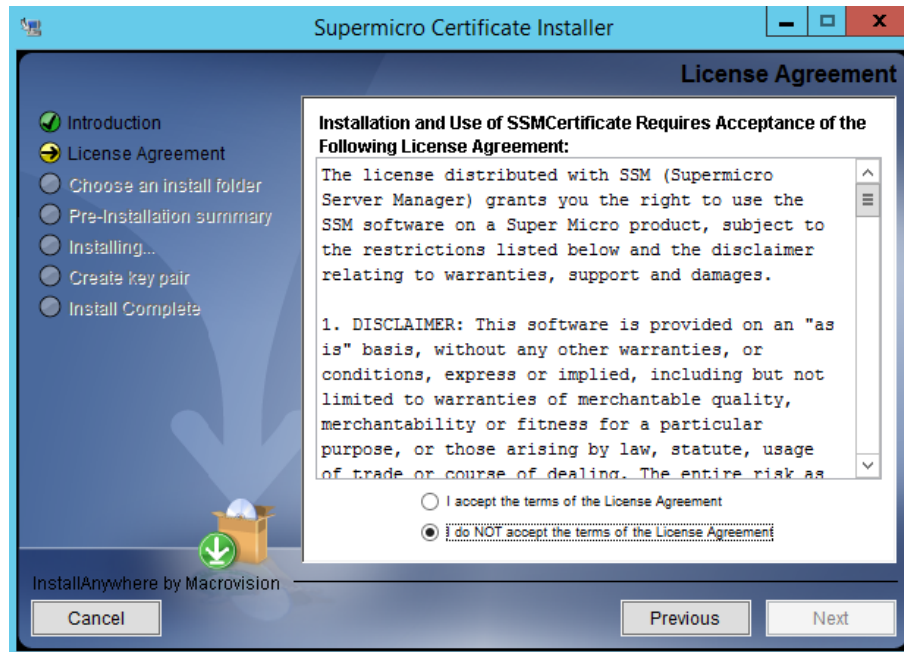 Supermicro Certificate Installer
License Agreement
Introduction
License Agreement
Choose an install folder
Pre-Installation summary
Installing...
Create key pair
Install Complete
Installation and Use of SSMCertificate Requires Acceptance of the
Following License Agreement:
The license distributed with SSM (Supermicro
Server Manager) grants you the right to use the
SSM software on a Super Micro product, subject to
the restrictions listed below and the disclaimer
relating to warranties, support and damages.
1. DISCLAIMER: This software is provided on an "as
is" basis, without any other warranties, or
conditions, express or implied, including but not
limited to warranties of merchantable quality,
merchantability or fitness for a particular
purpose, or those arising by law, statute, usage
of trade or course of dealing. The entire risk as
I accept the terms of the License Agreement
I do NOT accept the terms of the License Agreement
InstallAnywhere by Macrovision
Cancel
Previous
Next